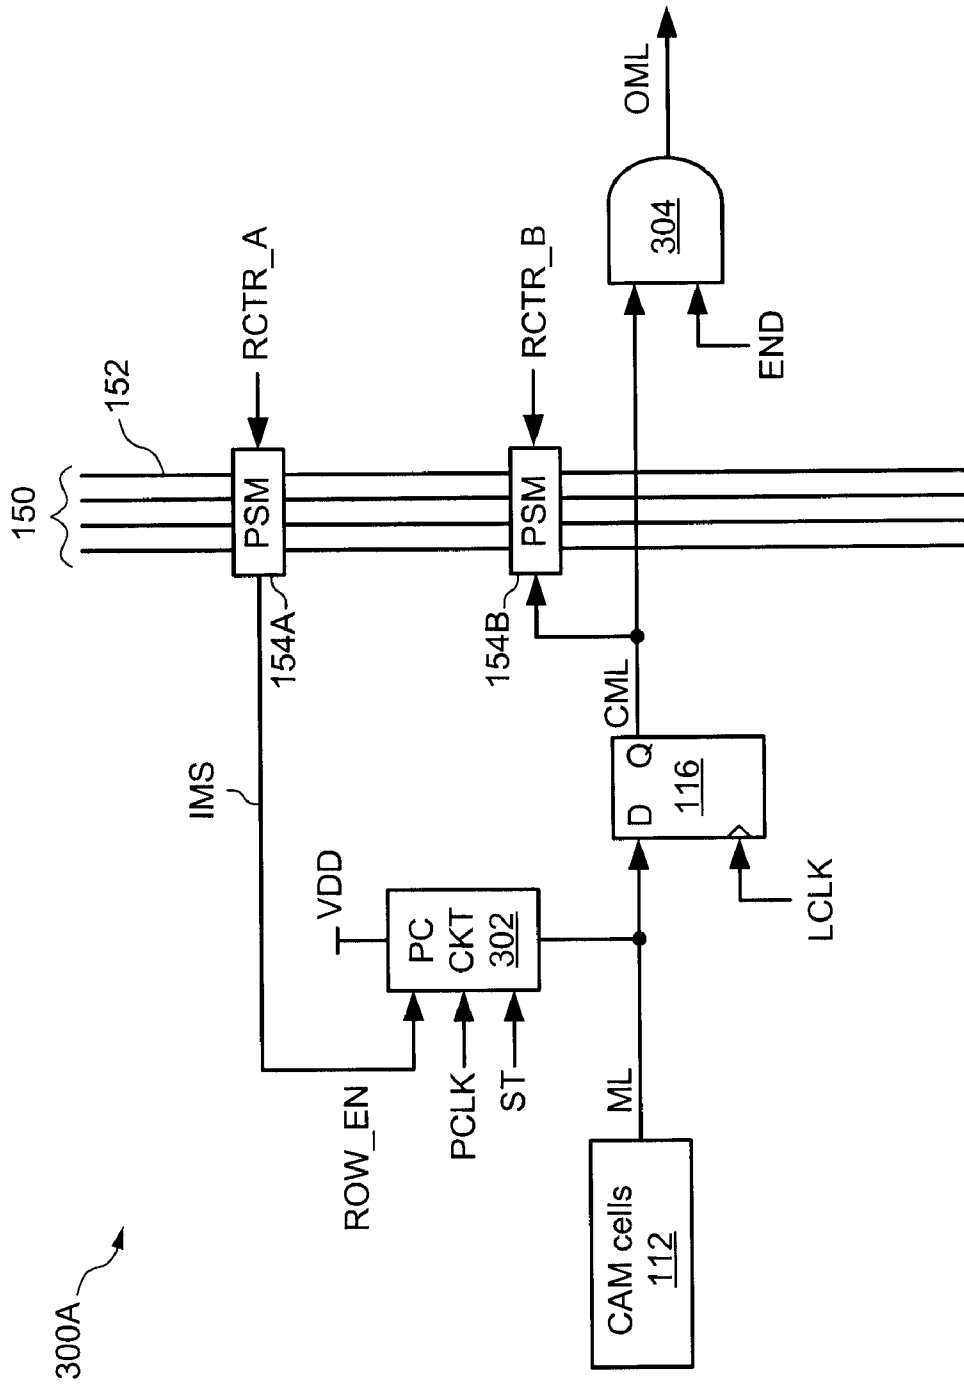 300A
150
152
PSM
RCTR_A
154A
IMS
VDD
PC
CKT
302
ROW_EN
PCLK
ST
PSM
RCTR_B
154B
CAM cells
112
ML
D Q
116
LCLK
CML
304
END
OML